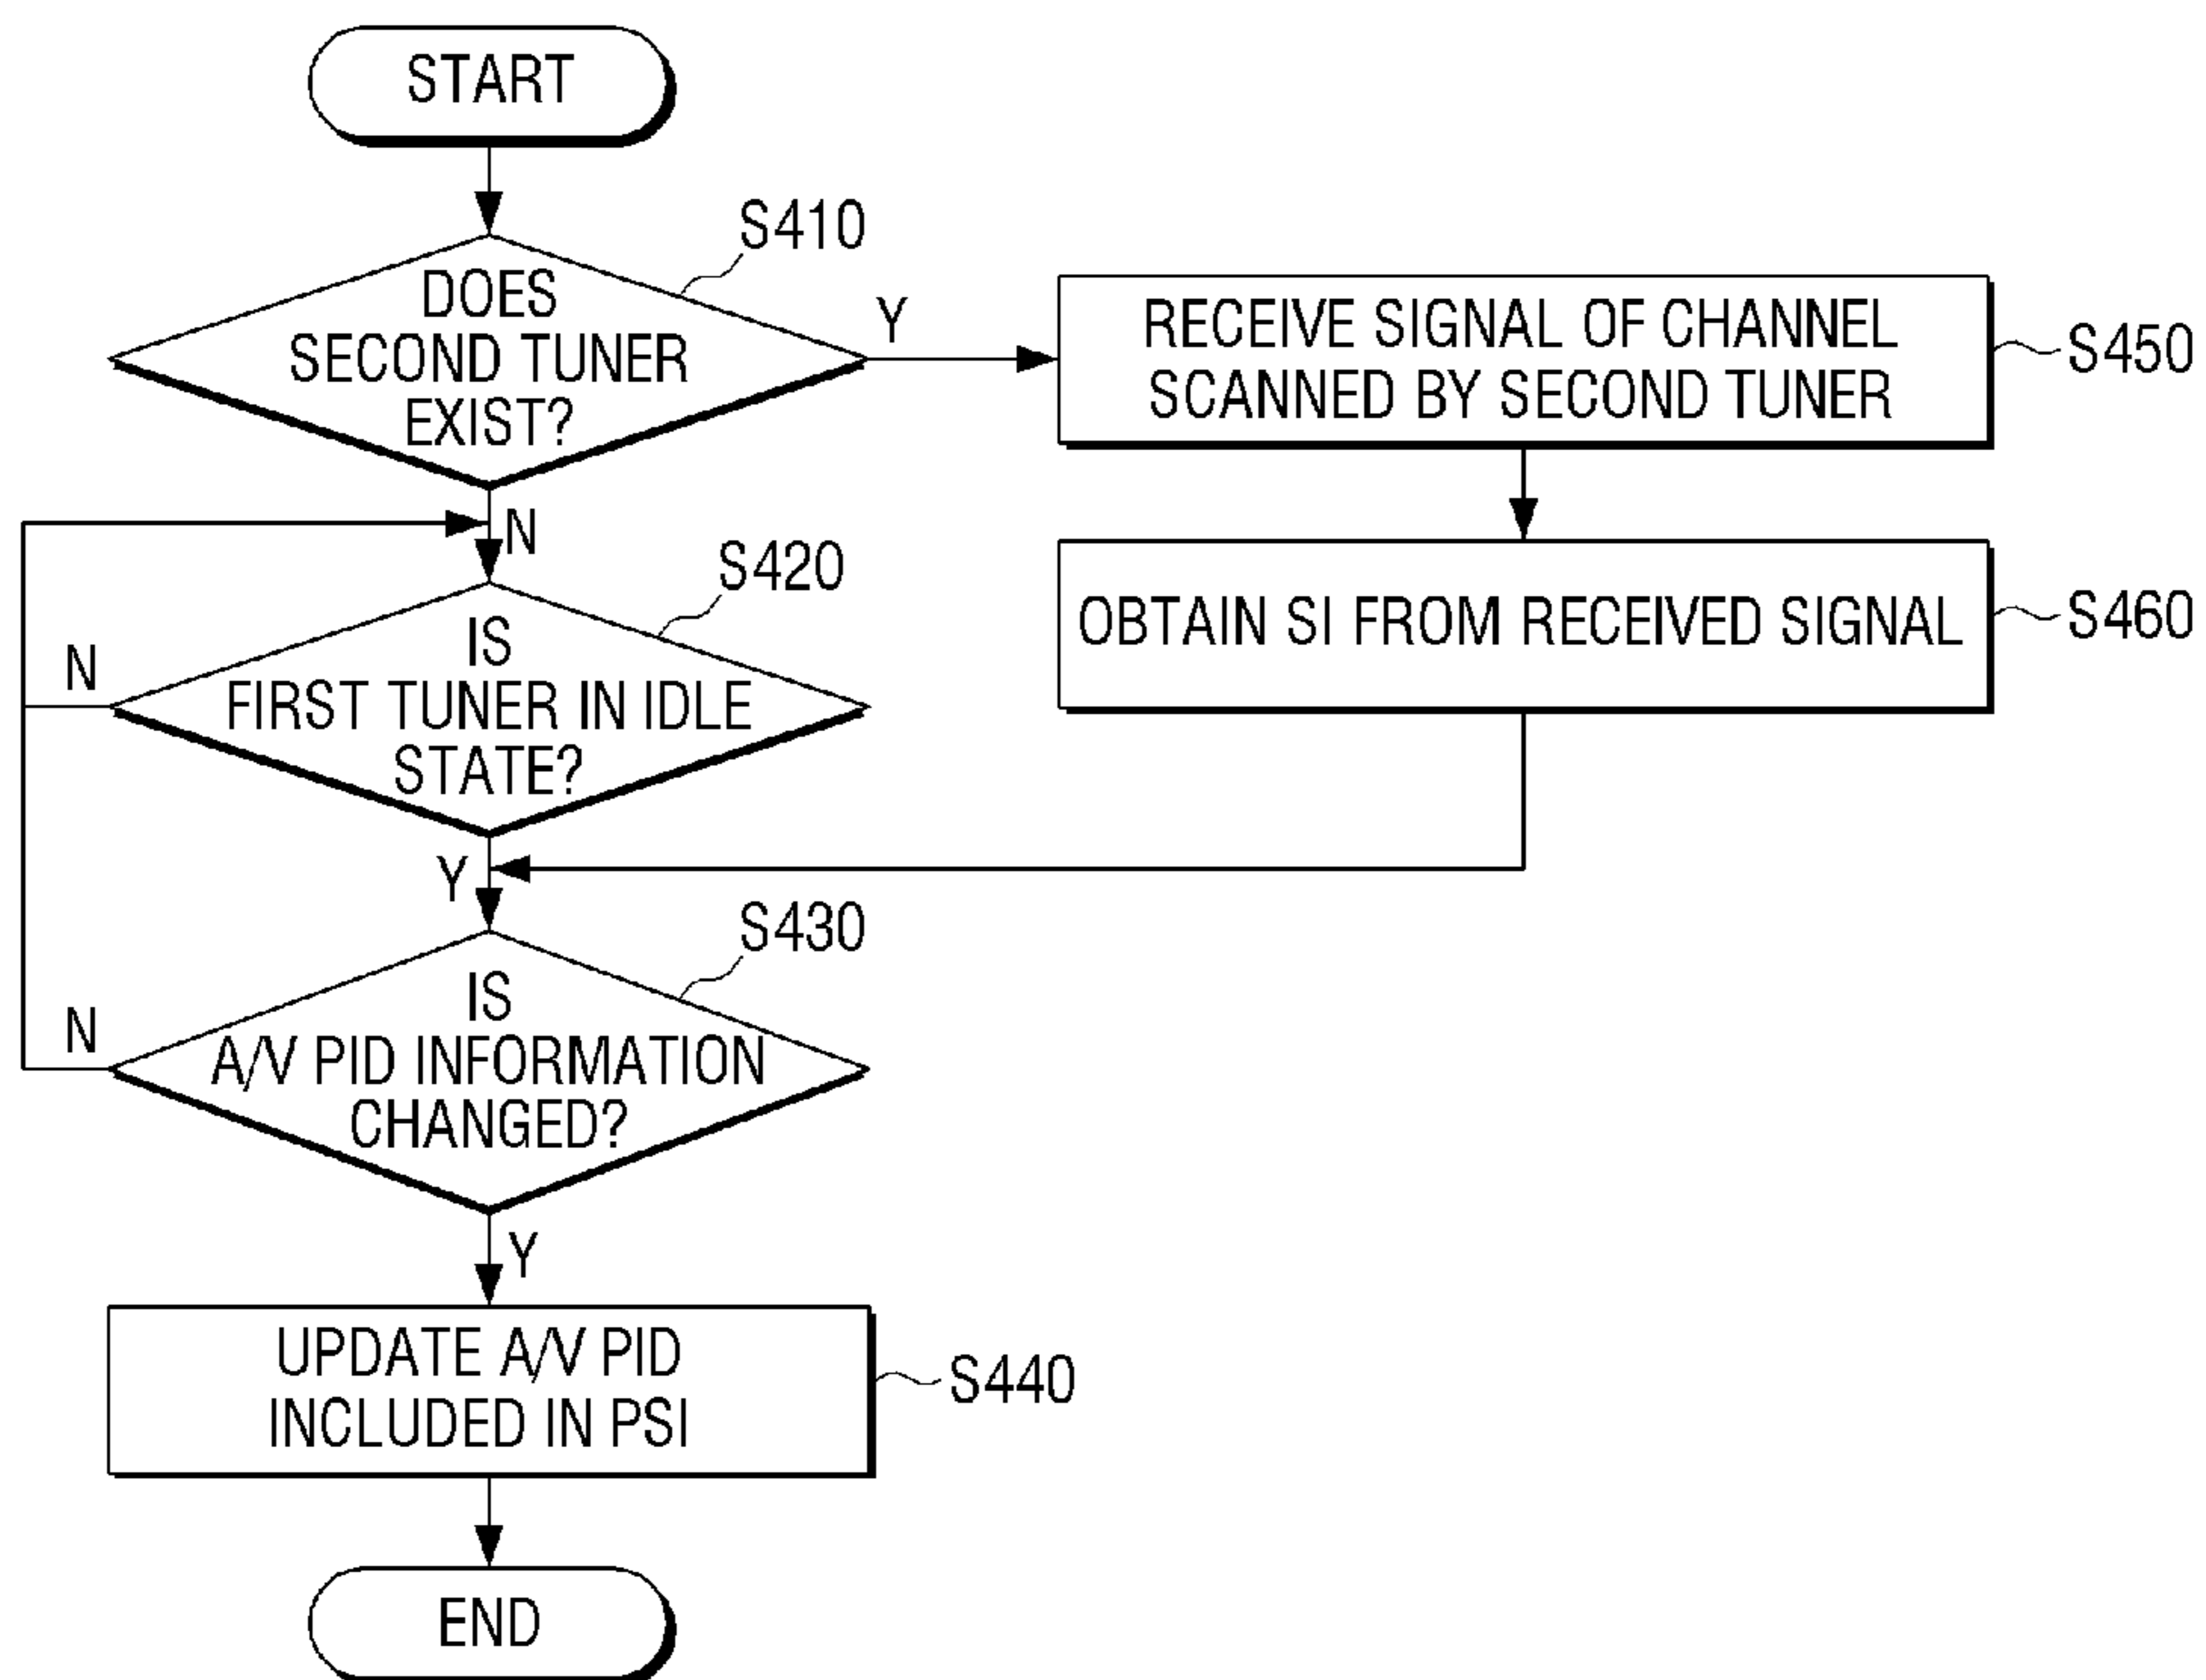 START
S410
DOES
SECOND TUNER
EXIST?
Y
RECEIVE SIGNAL OF CHANNEL
SCANNED BY SECOND TUNER
S450
N
S420
IS
FIRST TUNER IN IDLE
STATE?
N
OBTAIN SI FROM RECEIVED SIGNAL
S460
Y
S430
IS
A/V PID INFORMATION
CHANGED?
N
Y
UPDATE A/V PID
INCLUDED IN PSI
S440
END